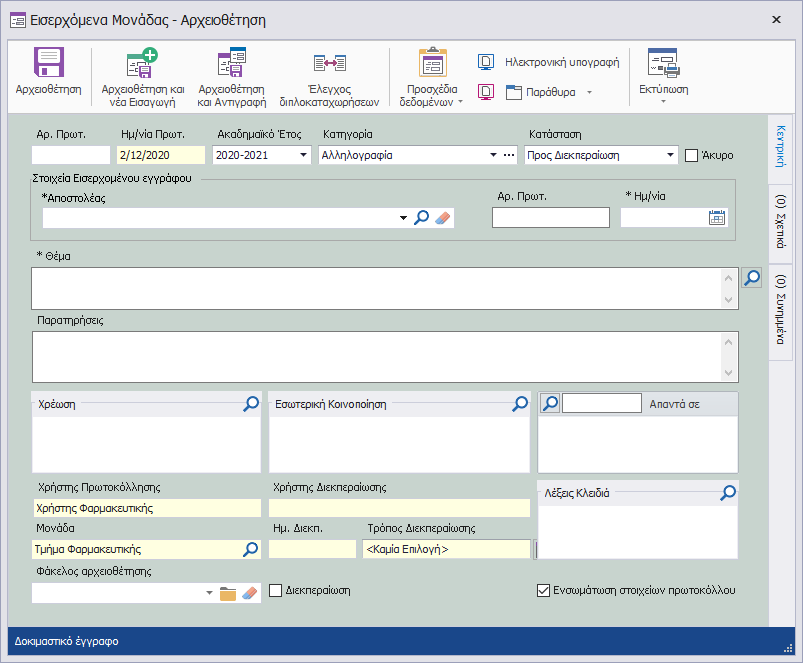 Εισερχόμενα Μονάδας - Αρχειοθέτηση
Αρχειοθέτηση
Αρχειοθέτηση και
νέα Εισαγωγή
Αρχειοθέτηση
και Αντιγραφή
Έλεγχος
διπλοκαταχωρήσεων
Προσχέδια
δεδομένων
Ηλεκτρονική υπογραφή
Παράθυρα
Εκτύπωση
Αρ. Πρωτ.
Ημ/νία Πρωτ.
Ακαδημαϊκό Έτος
Κατηγορία
Κατάσταση
2/12/2020
2020-2021
Αλληλογραφία
Προς Διεκπεραίωση
Άκυρο
Στοιχεία Εισερχομένου εγγράφου
*Αποστολέας
Αρ. Πρωτ.
* Ημ/νία
* Θέμα
Παρατηρήσεις
Χρέωση
Εσωτερική Κοινοποίηση
Απαντά σε
Χρήστης Πρωτοκόλλησης
Χρήστης Διεκπεραίωσης
Λέξεις Κλειδιά
Χρήστης Φαρμακευτικής
Μονάδα
Ημ. Διεκπ.
Τρόπος Διεκπεραίωσης
Τμήμα Φαρμακευτικής
<Καμία Επιλογή>
Φάκελος αρχειοθέτησης
Διεκπεραίωση
Ενσωμάτωση στοιχείων πρωτοκόλλου
Κεντρική
(0) Σχετικά
(0) Συνημμένα
Δοκιμαστικό έγγραφο